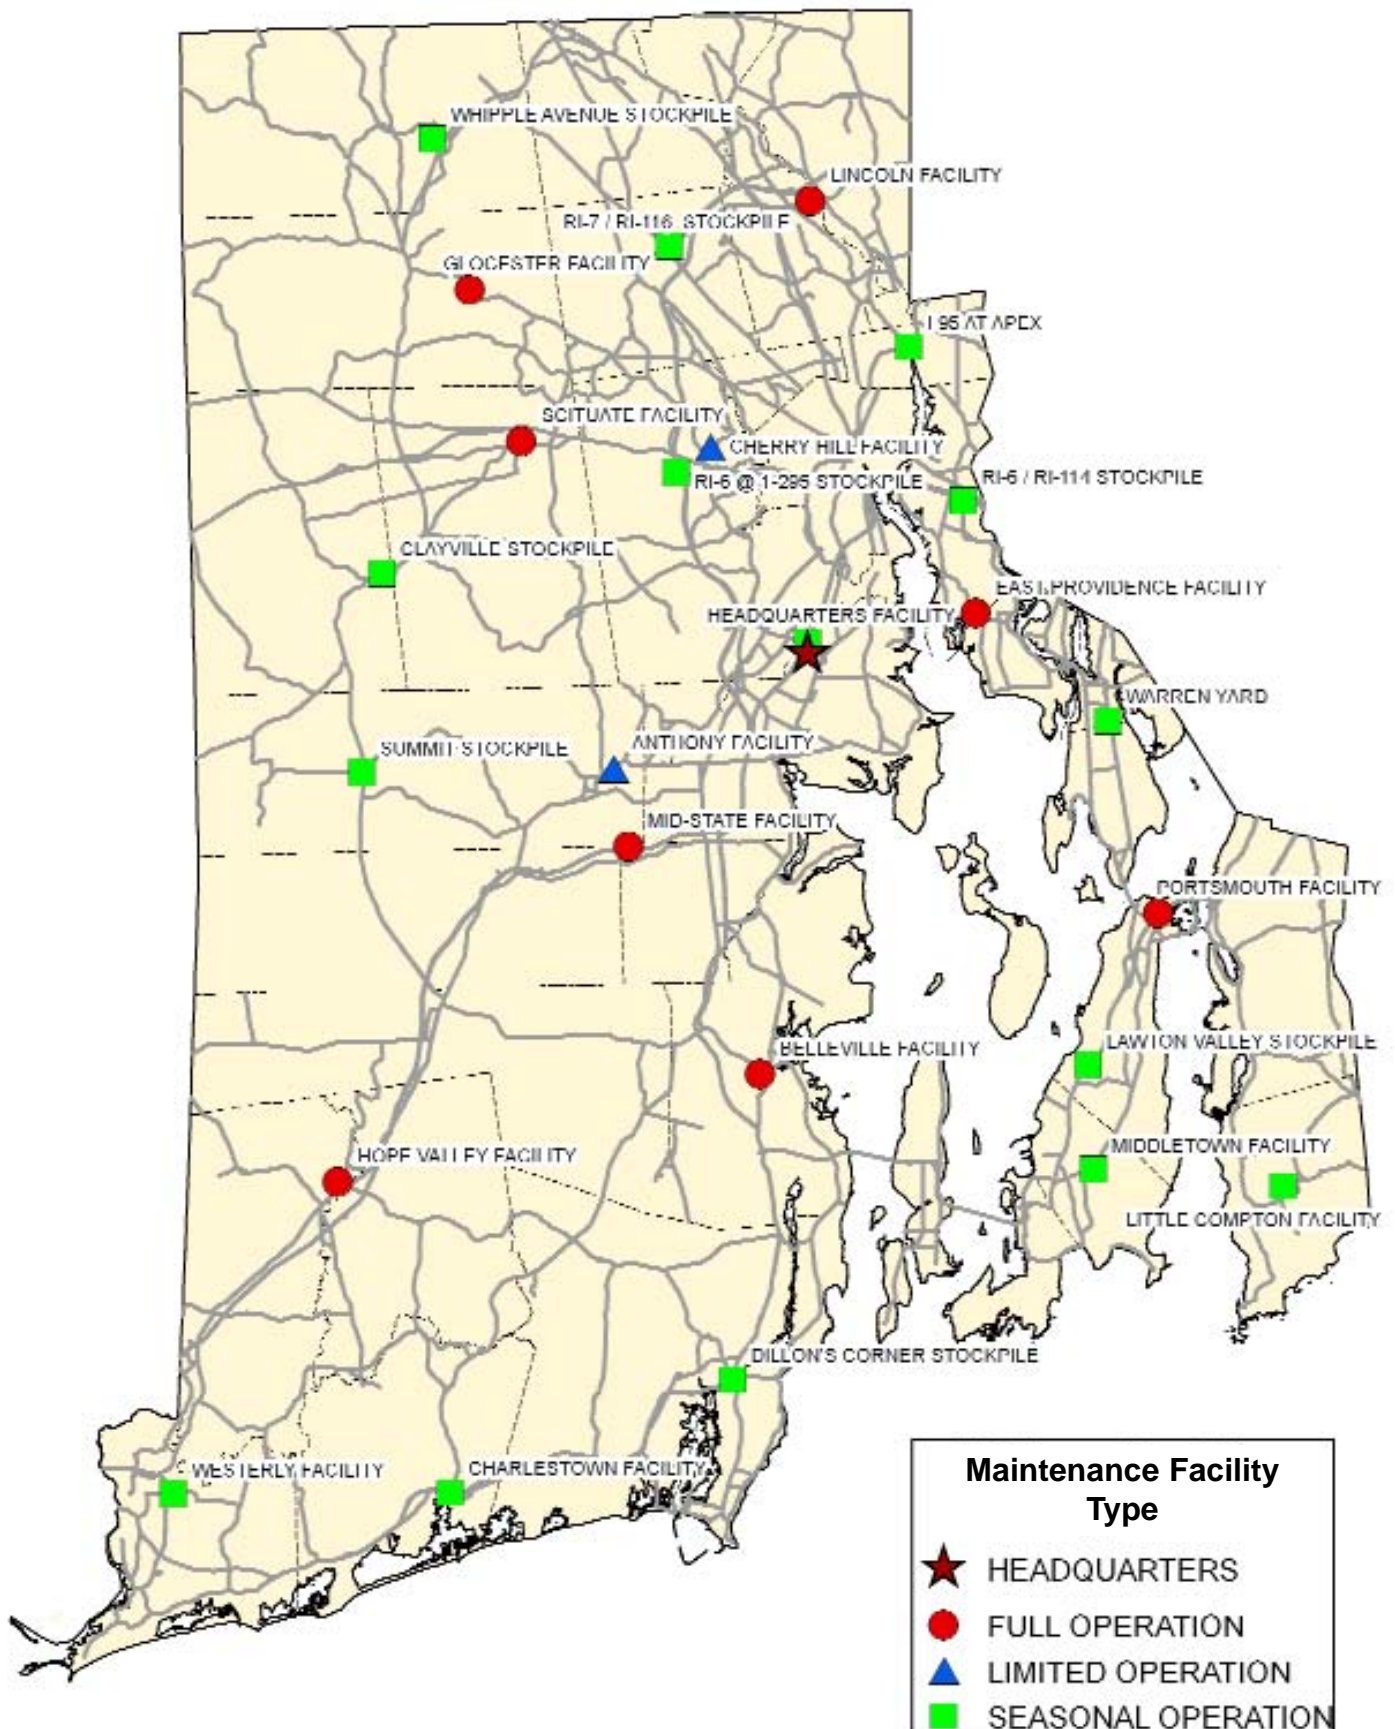 WHIPPLE AVENUE STOCKPILE
LINCOLN FACILITY
RI-7 / RI-116 STOCKPILE
GLOCESTER FACILITY
I 95 AT APEX
SCITUATE FACILITY
CHERRY HILL FACILITY
RI-6 @ 1-295 STOCKPILE
RI-6 / RI-114 STOCKPILE
CLAYVILLE STOCKPILE
EAST PROVIDENCE FACILITY
HEADQUARTERS FACILITY
WARREN YARD
SUMMIT STOCKPILE
ANTHONY FACILITY
MID-STATE FACILITY
PORTSMOUTH FACILITY
BELLEVILLE FACILITY
LAWTON VALLEY STOCKPILE
HOPE VALLEY FACILITY
MIDDLETOWN FACILITY
LITTLE COMPTON FACILITY
DILLON'S CORNER STOCKPILE
WESTERLY FACILITY
CHARLESTOWN FACILITY
Maintenance Facility
Type
HEADQUARTERS
FULL OPERATION
LIMITED OPERATION
SEASONAL OPERATION